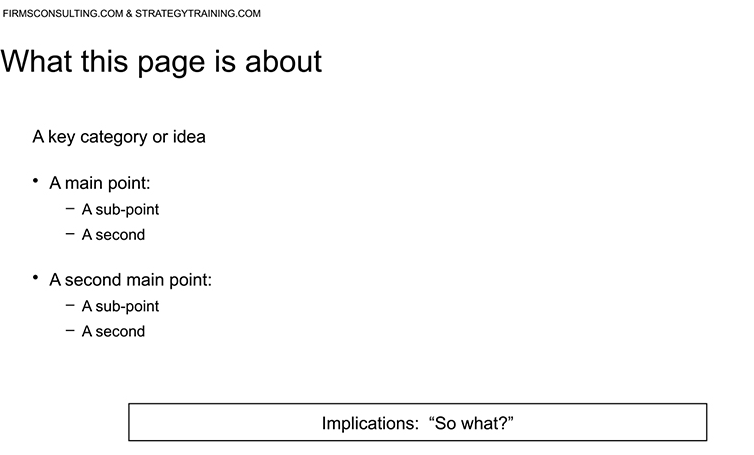 FIRMSCONSULTING.COM & STRATEGYTRAINING.COM
What this page is about
A key category or idea
• A main point:
– A sub-point
– A second
• A second main point:
– A sub-point
– A second
Implications:  “So what?”